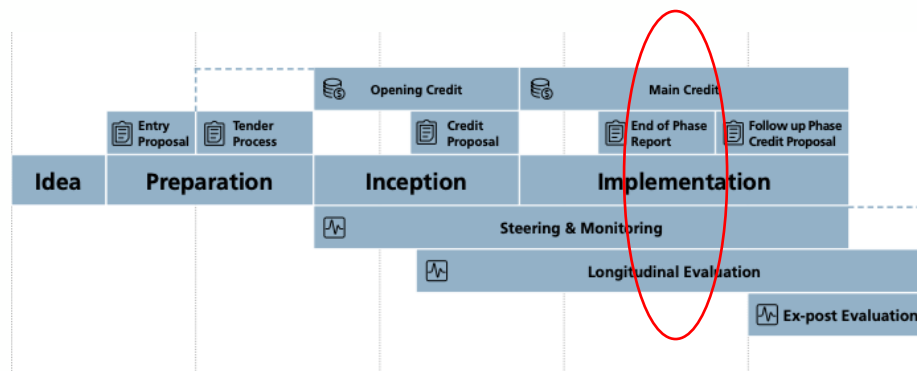 Opening Credit
Main Credit
Entry
Proposal
Tender
Process
Credit
Proposal
End of Phase
Report
Follow up Phase
Credit Proposal
Idea
Preparation
Inception
Implementation
Steering & Monitoring
Longitudinal Evaluation
Ex-post Evaluation